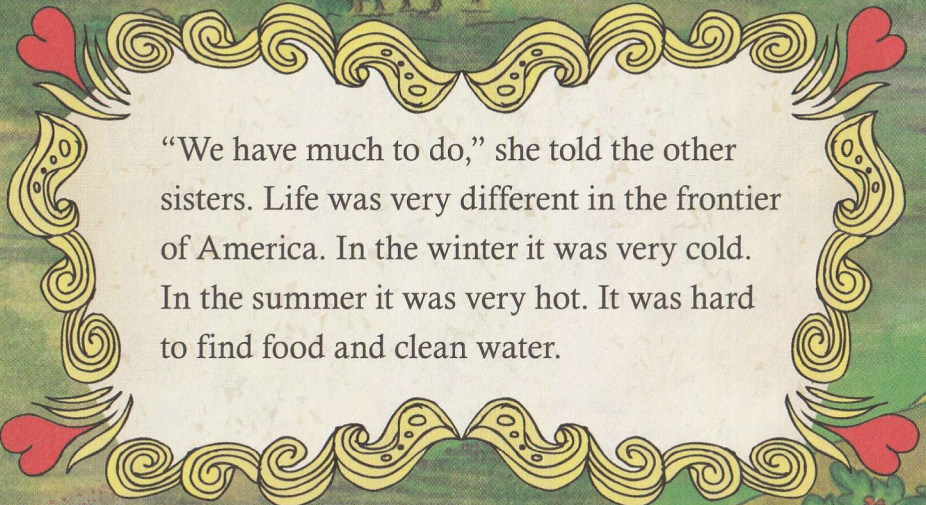 “We have much to do,” she told the other
sisters. Life was very different in the frontier
of America. In the winter it was very cold.
In the summer it was very hot. It was hard
to find food and clean water.